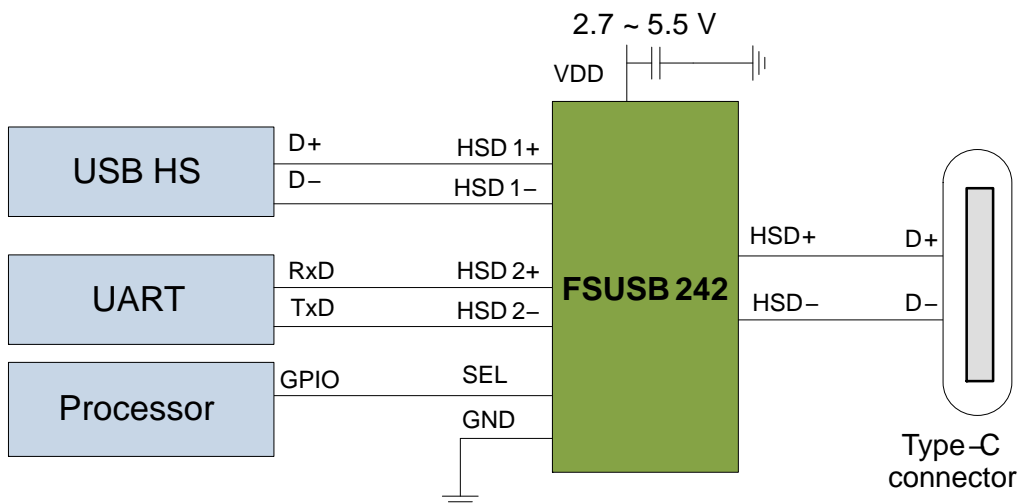 2.7 ~ 5.5 V
VDD
USB HS
D+
HSD 1+
D−
HSD 1−
HSD+
D+
UART
RxD
HSD 2+
TxD
HSD 2−
FSUSB 242
HSD−
D−
Processor
GPIO
SEL
GND
Type−C
connector